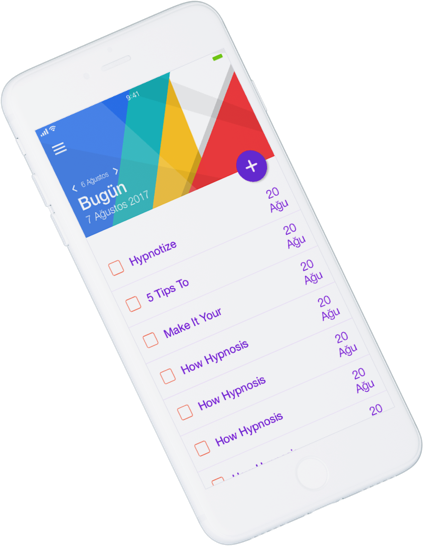 9:41
6 Ağustos
Bugün
7 Ağustos 2017
Hypnotize
20
Ağu
5 Tips To
20
Ağu
Make It Your
20
Ağu
How Hypnosis
20
Ağu
How Hypnosis
20
Ağu
How Hypnosis
20
Ağu
20